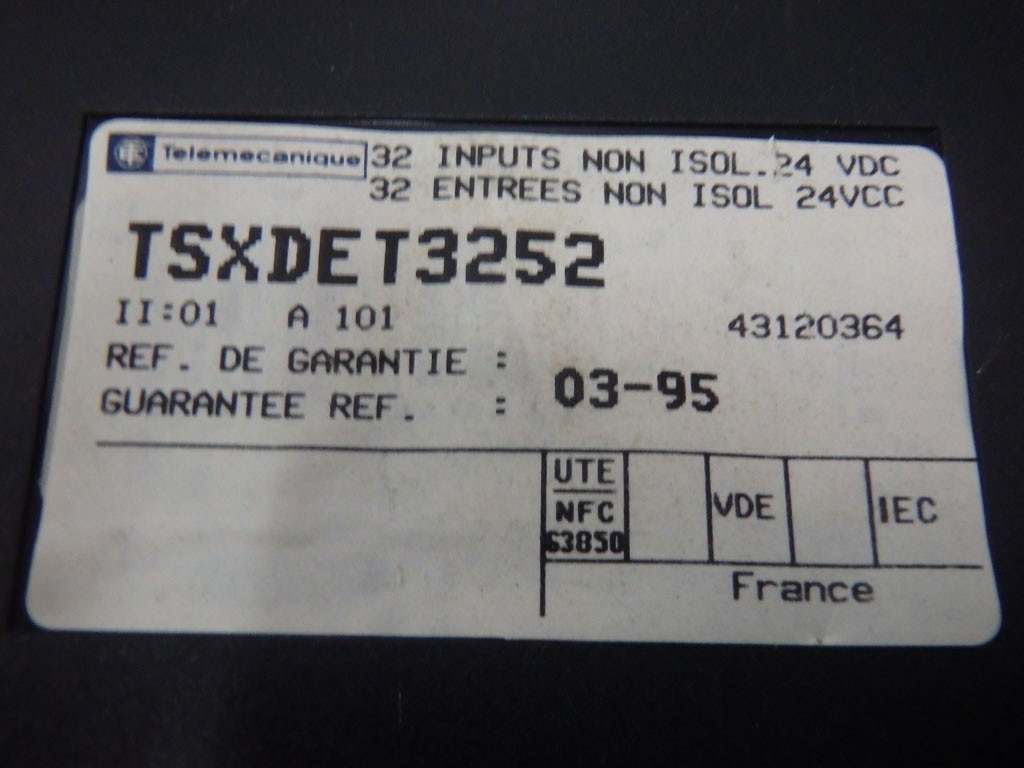 Telemecanique 32 INPUTS NON ISOL.24 VDC
32 ENTREES NON ISOL 24VCC
TSXDET3252
II:01 A 101 43120364
REF. DE GARANTIE :
GUARANTEE REF. : 03-95
UTE
NFC VDE IEC
63850
France